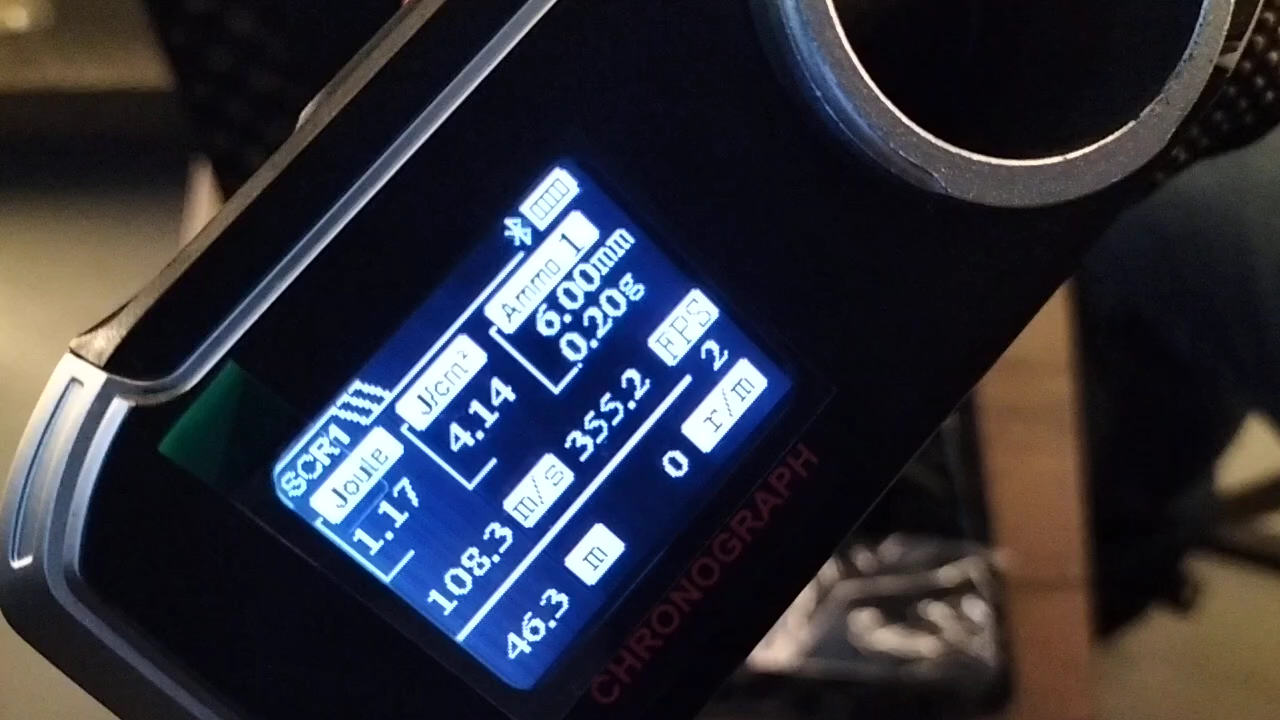 SCR1
Joule J/cm² Ammo 1
1.17 4.14 6.00mm
0.20g
108.3 m/s 355.2 FPS
2
46.3 m 0 r/m
CHRONOGRAPH